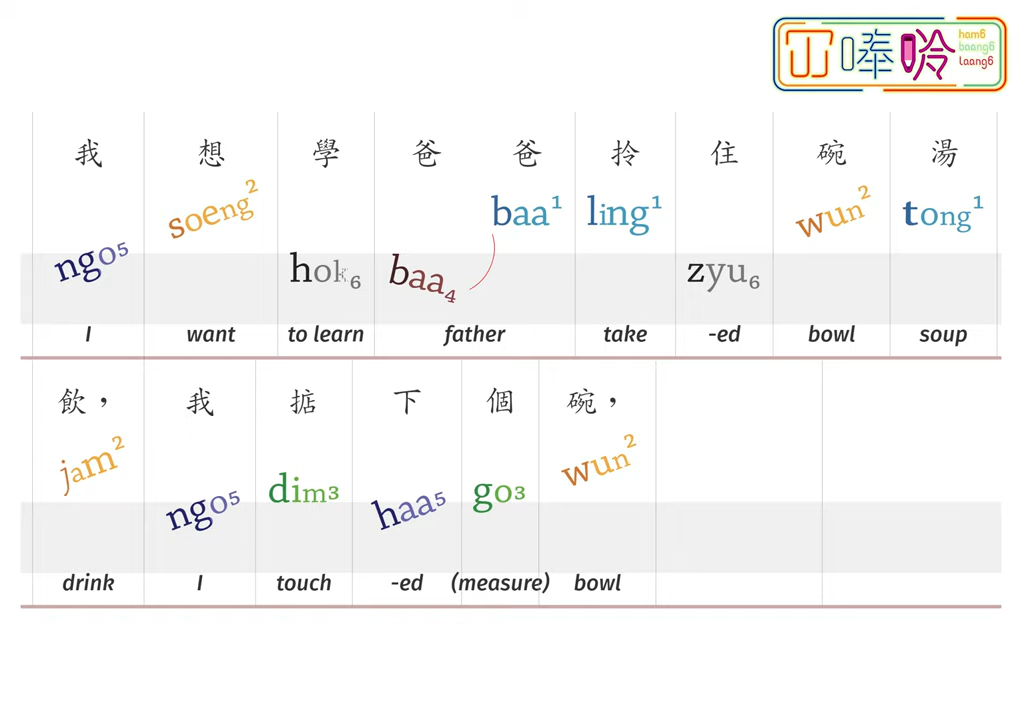 冚唪唥
ham6
baang6
laang6
我 想 學 爸 爸 拎 住 碗 湯
ngo5 soeng2 hok6 baa4 baa1 ling1 zyu6 wun2 tong1
I want to learn father take -ed bowl soup
飲， 我 掂 下 個 碗，
jam2 ngo5 dim3 haa5 go3 wun2
drink I touch -ed (measure) bowl